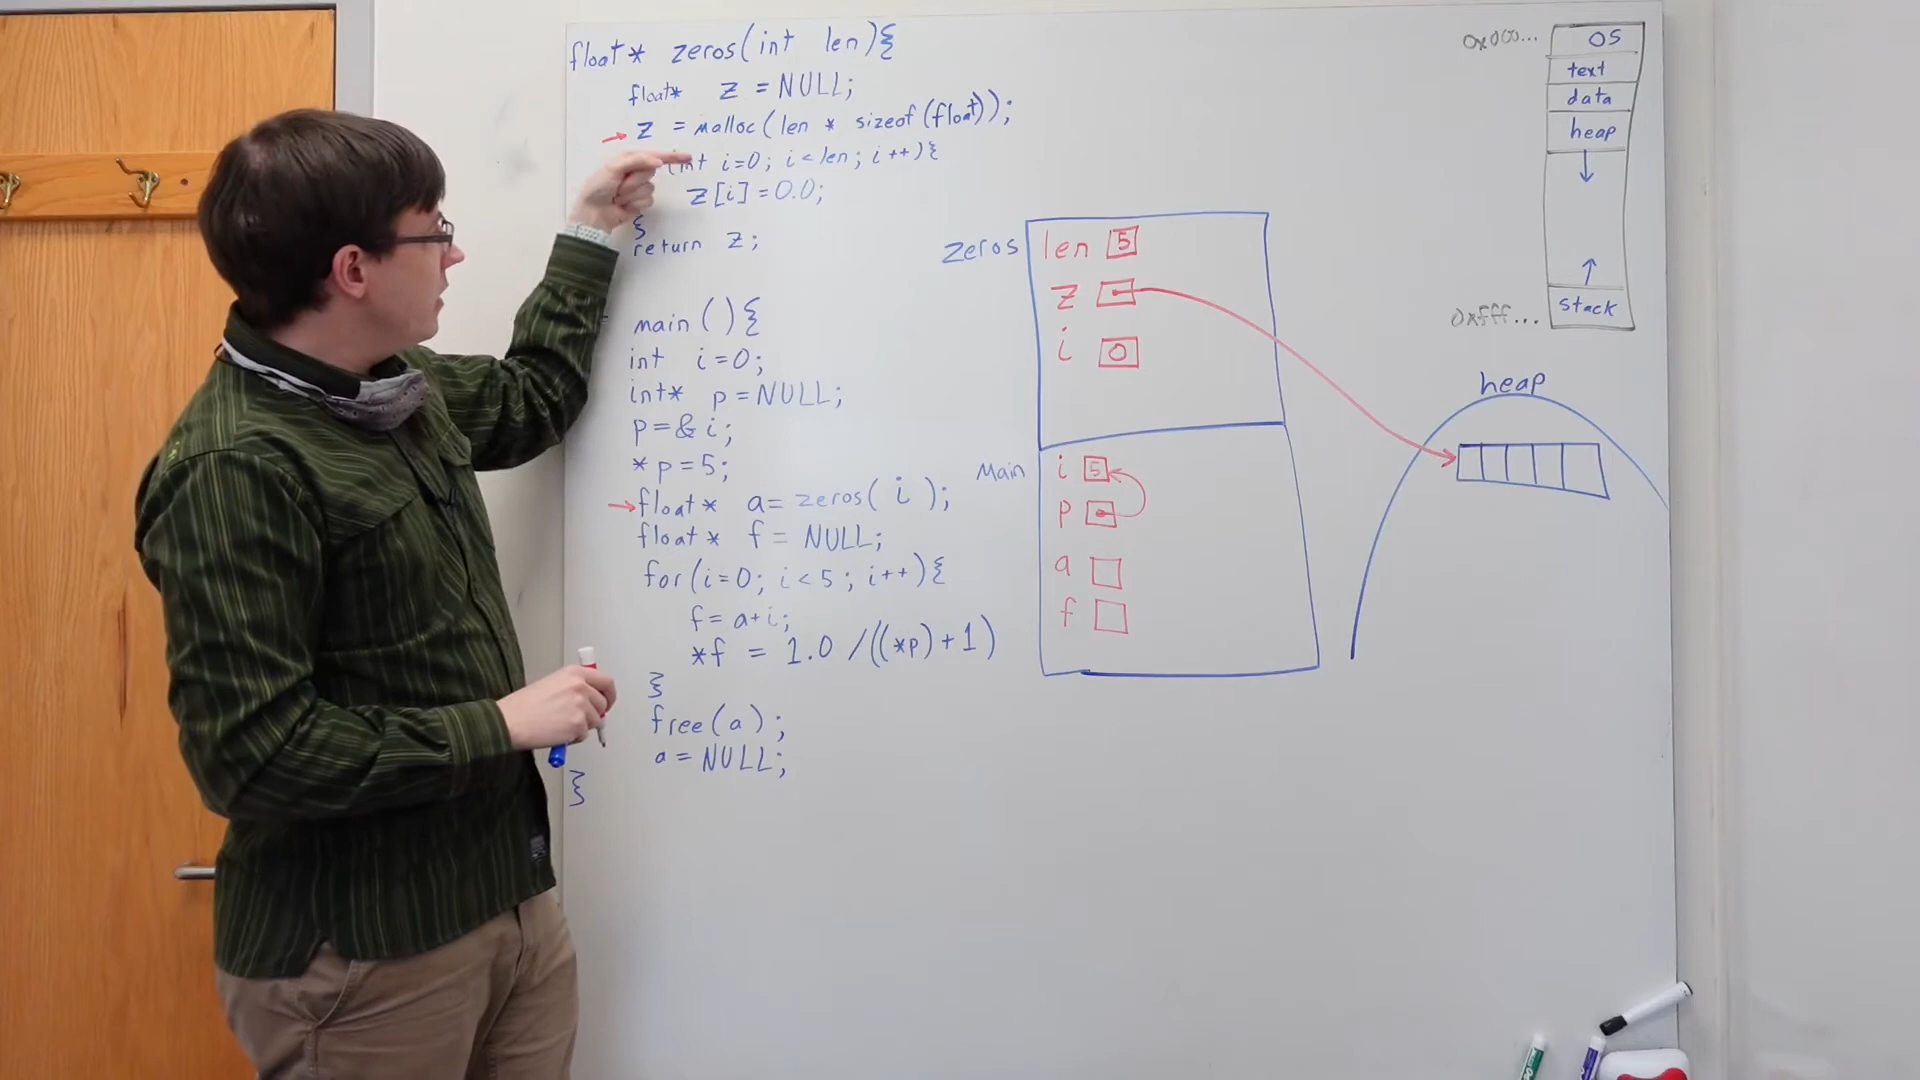 float* zeros(int len){
float* z = NULL;
z = malloc(len * sizeof(float));
(int i=0; i<len; i++){
z[i]=0.0;
}
return z;
main(){
int i=0;
int* p=NULL;
p=&i;
*p=5;
float* a=zeros(i);
float* f = NULL;
for(i=0; i<5; i++){
f=a+i;
*f = 1.0/((*p)+1)
}
free(a);
a=NULL;
}
zeros
len 5
z
i 0
Main
i 5
p
a
f
0x000...
OS
text
data
heap
stack
0xfff...
heap